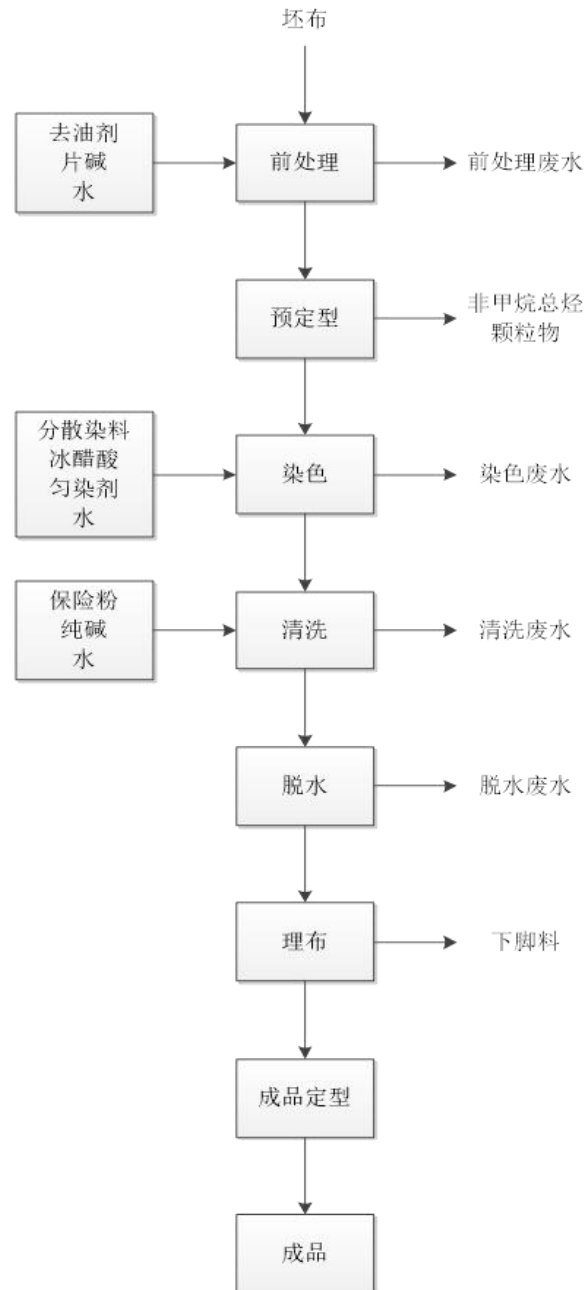 坯布
去油剂
片碱
水
前处理
前处理废水
预定型
非甲烷总烃
颗粒物
分散染料
冰醋酸
匀染剂
水
染色
染色废水
保险粉
纯碱
水
清洗
清洗废水
脱水
脱水废水
理布
下脚料
成品定型
成品